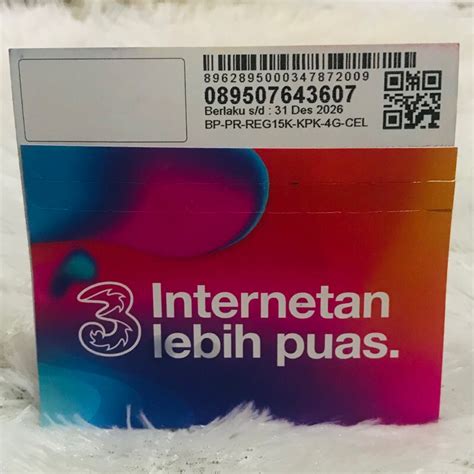 8962895000347872009
089507643607
Berlaku s/d : 31 Des 2026
BP-PR-REG15K-KPK-4G-CEL
3 Internetan
lebih puas.